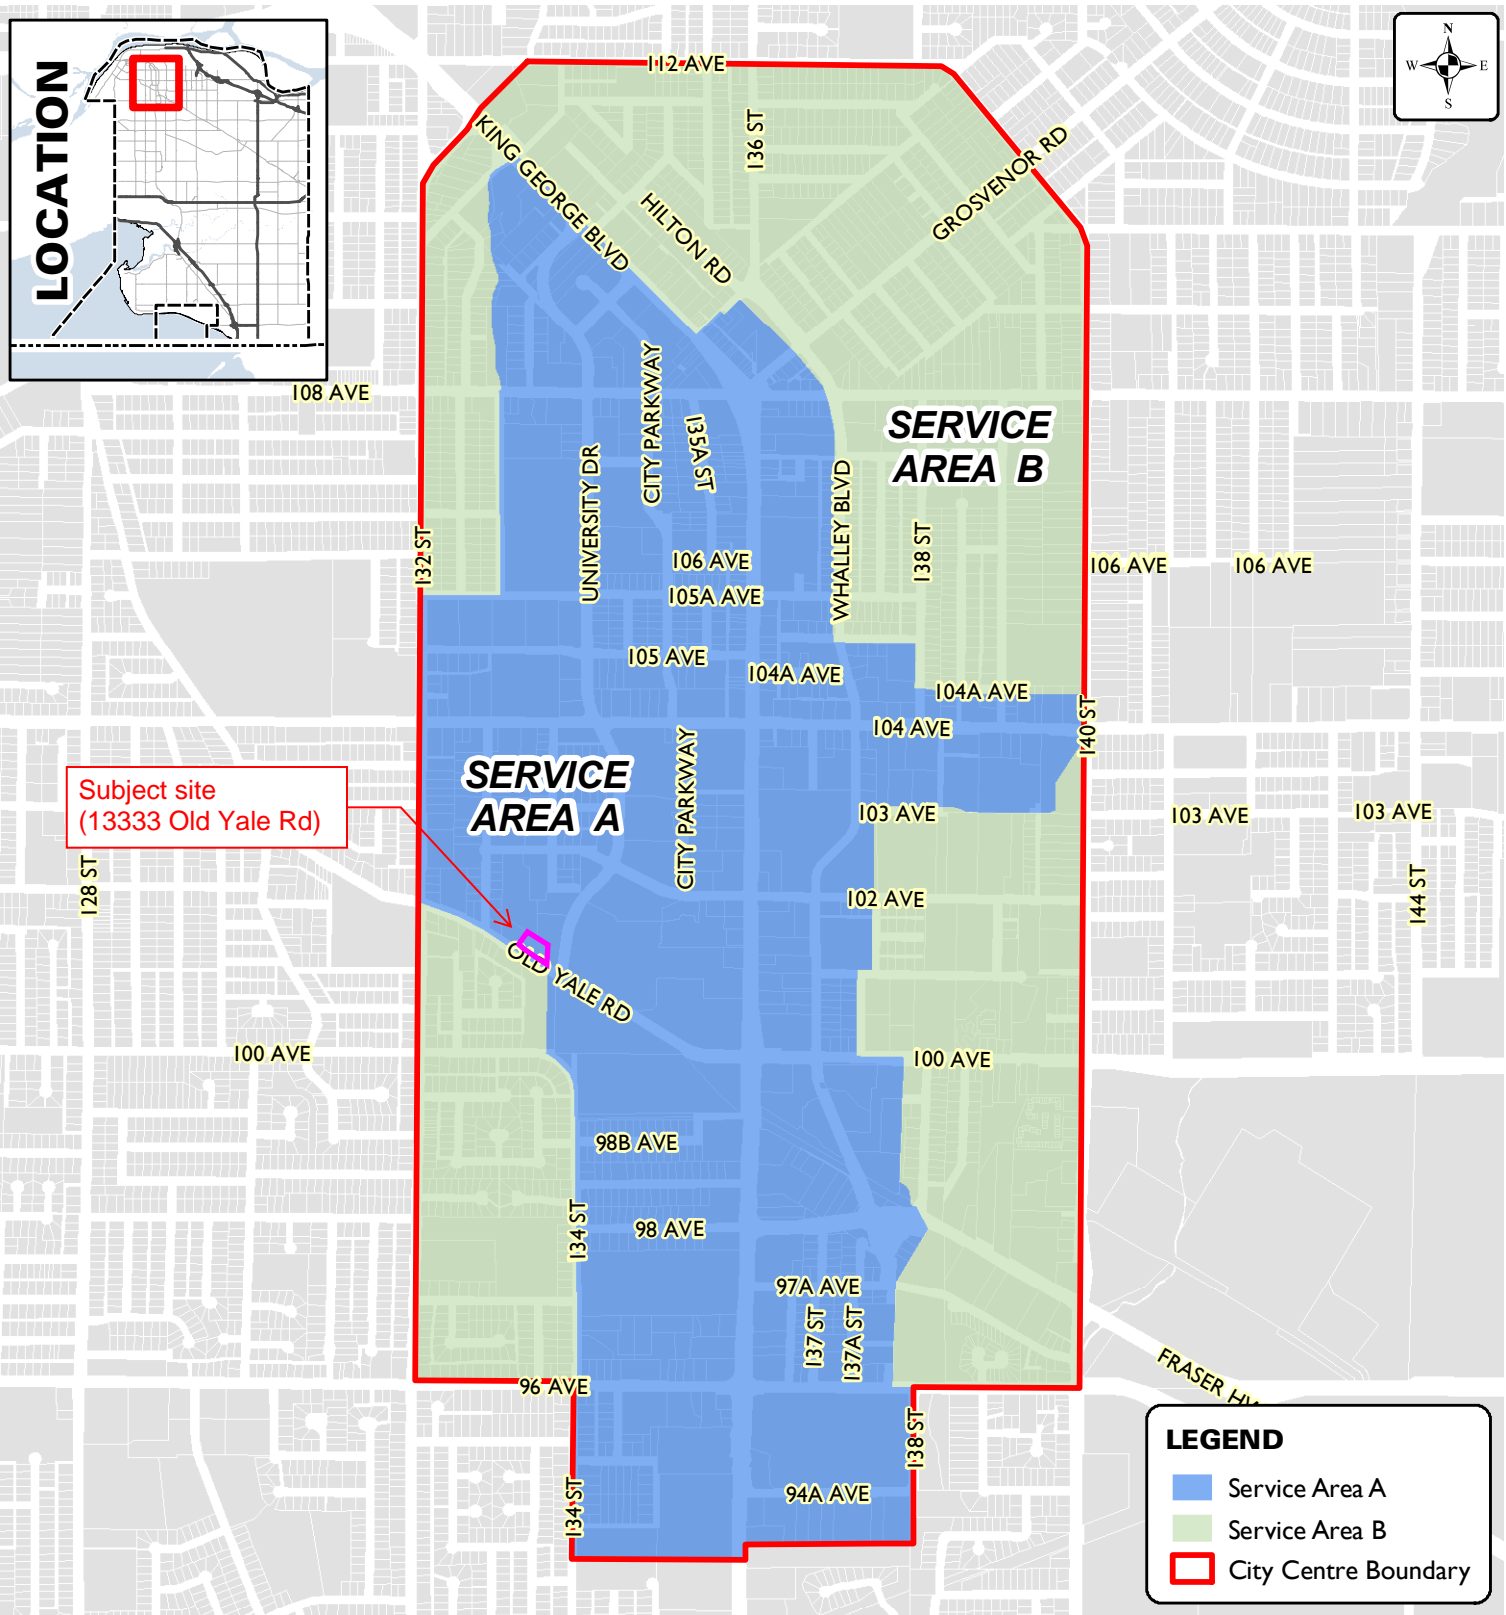 LOCATION
N
W
E
S
112 AVE
136 ST
KING GEORGE BLVD
HILTON RD
GROSVENOR RD
108 AVE
CITY PARKWAY
135A ST
UNIVERSITY DR
SERVICE
AREA B
WHALLEY BLVD
138 ST
132 ST
106 AVE
106 AVE
106 AVE
105A AVE
105 AVE
104A AVE
104A AVE
104 AVE
140 ST
SERVICE
AREA A
CITY PARKWAY
Subject site
(13333 Old Yale Rd)
103 AVE
103 AVE
103 AVE
128 ST
102 AVE
144 ST
OLD YALE RD
100 AVE
100 AVE
98B AVE
134 ST
98 AVE
97A AVE
137 ST
137A ST
96 AVE
FRASER
138 ST
94A AVE
134 ST
LEGEND
Service Area A
Service Area B
City Centre Boundary